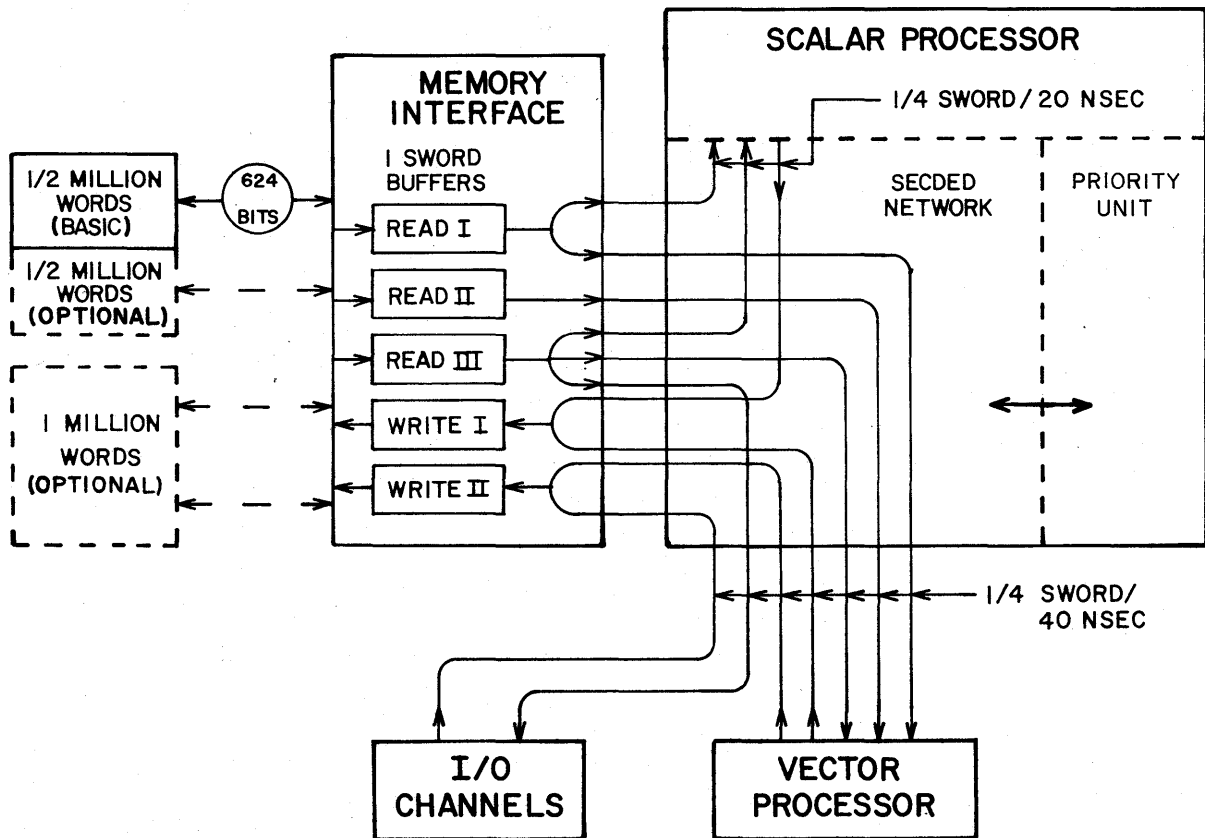 SCALAR PROCESSOR
1/4 SWORD/20 NSEC
SECDED
NETWORK
PRIORITY
UNIT
MEMORY
INTERFACE
1 SWORD
BUFFERS
READ I
READ II
READ III
WRITE I
WRITE II
1/2 MILLION
WORDS
(BASIC)
624
BITS
1/2 MILLION
WORDS
(OPTIONAL)
1 MILLION
WORDS
(OPTIONAL)
1/4 SWORD/
40 NSEC
I/O
CHANNELS
VECTOR
PROCESSOR